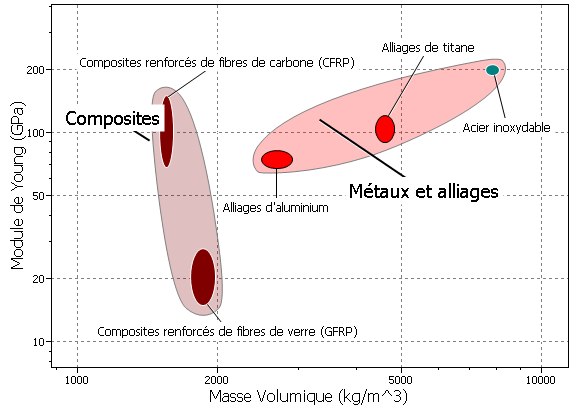 Module de Young (GPa)
200
100
50
20
10
Composites renforcés de fibres de carbone (CFRP)
Composites
Alliages de titane
Acier inoxydable
Métaux et alliages
Alliages d'aluminium
Composites renforcés de fibres de verre (GFRP)
1000
2000
5000
10000
Masse Volumique (kg/m^3)